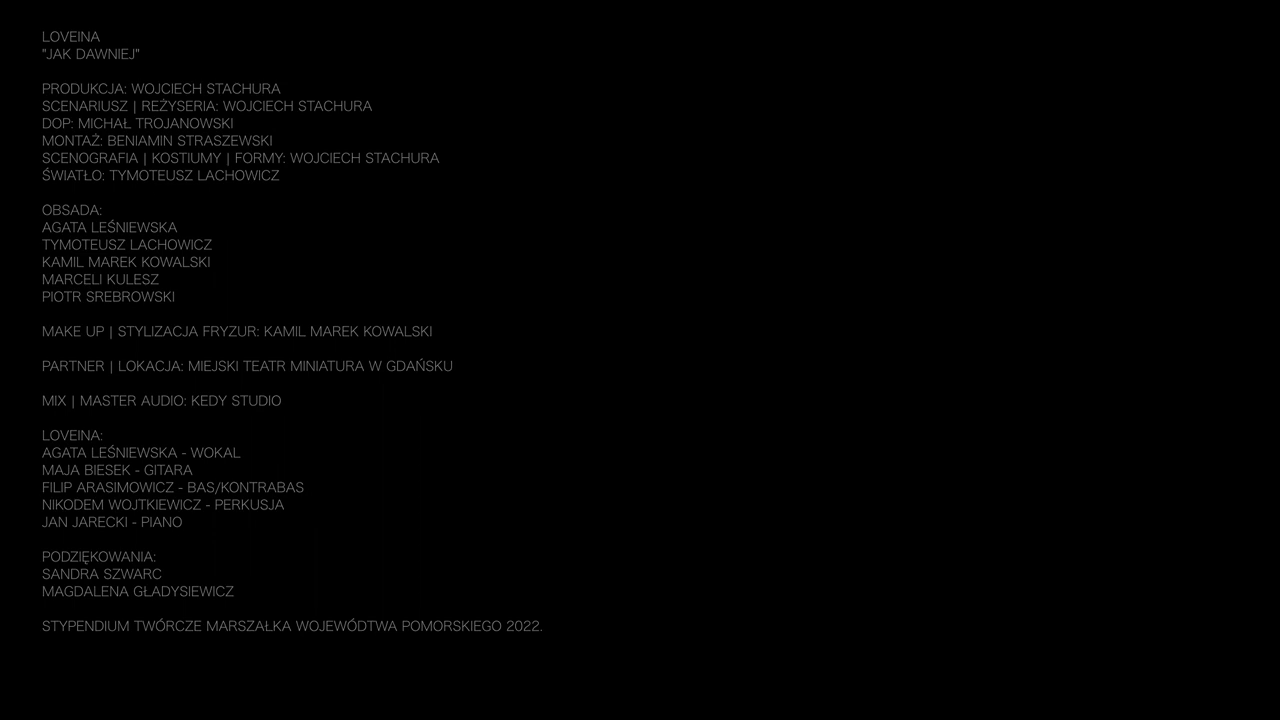 LOVEINA
"JAK DAWNIEJ"
PRODUKCJA: WOJCIECH STACHURA
SCENARIUSZ | REŻYSERIA: WOJCIECH STACHURA
DOP: MICHAŁ TROJANOWSKI
MONTAŻ: BENIAMIN STRASZEWSKI
SCENOGRAFIA | KOSTIUMY | FORMY: WOJCIECH STACHURA
ŚWIATŁO: TYMOTEUSZ LACHOWICZ
OBSADA:
AGATA LEŚNIEWSKA
TYMOTEUSZ LACHOWICZ
KAMIL MAREK KOWALSKI
MARCELI KULESZ
PIOTR SREBROWSKI
MAKE UP | STYLIZACJA FRYZUR: KAMIL MAREK KOWALSKI
PARTNER | LOKACJA: MIEJSKI TEATR MINIATURA W GDAŃSKU
MIX | MASTER AUDIO: KEDY STUDIO
LOVEINA:
AGATA LEŚNIEWSKA - WOKAL
MAJA BIESEK - GITARA
FILIP ARASIMOWICZ - BAS/KONTRABAS
NIKODEM WOJTKIEWICZ - PERKUSJA
JAN JARECKI - PIANO
PODZIĘKOWANIA:
SANDRA SZWARC
MAGDALENA GŁADYSIEWICZ
STYPENDIUM TWÓRCZE MARSZAŁKA WOJEWÓDTWA POMORSKIEGO 2022.